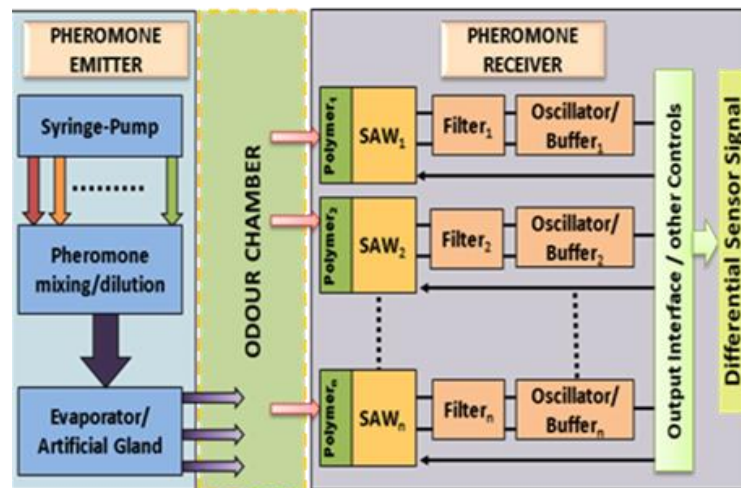 PHEROMONE
EMITTER
Syringe-Pump
Pheromone
mixing/dilution
Evaporator/
Artificial Gland
ODOUR CHAMBER
PHEROMONE
RECEIVER
Polymer₁
SAW₁
Filter₁
Oscillator/
Buffer₁
Polymer₂
SAW₂
Filter₂
Oscillator/
Buffer₂
Polymerₙ
SAWₙ
Filterₙ
Oscillator/
Bufferₙ
Output Interface / other Controls
Differential Sensor Signal